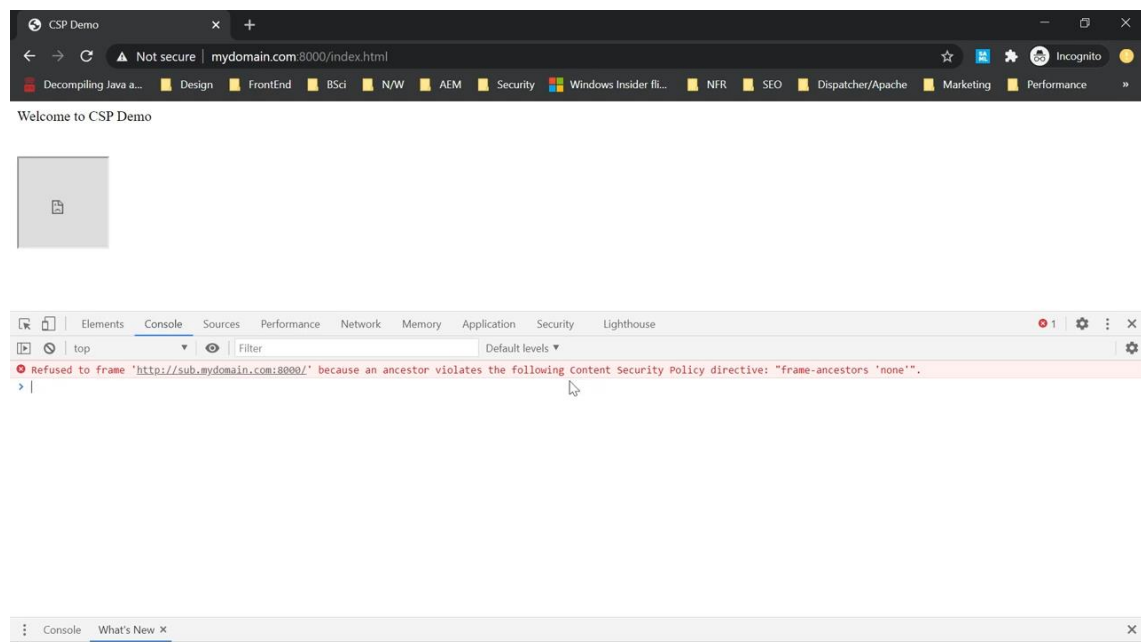 CSP Demo
Not secure | mydomain.com:8000/index.html
Incognito
Decompiling Java a... Design FrontEnd BSci N/W AEM Security Windows Insider fli... NFR SEO Dispatcher/Apache Marketing Performance »
Welcome to CSP Demo
Elements Console Sources Performance Network Memory Application Security Lighthouse 1
top Filter Default levels
Refused to frame 'http://sub.mydomain.com:8000/' because an ancestor violates the following Content Security Policy directive: "frame-ancestors 'none'".
Console What's New